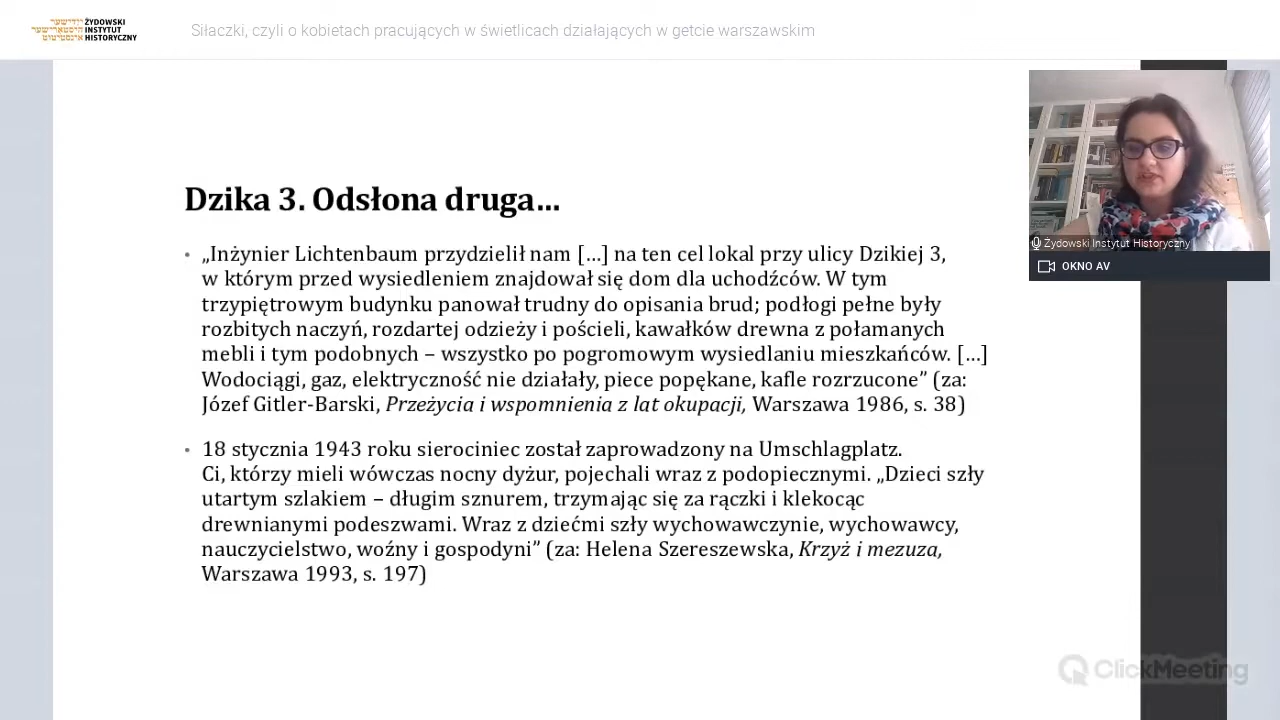 ייִדישער
היסטאָרישער
אינסטיטוט
ŻYDOWSKI
INSTYTUT
HISTORYCZNY
Siłaczki, czyli o kobietach pracujących w świetlicach działających w getcie warszawskim
Dzika 3. Odsłona druga...
• „Inżynier Lichtenbaum przydzielił nam [...] na ten cel lokal przy ulicy Dzikiej 3,
w którym przed wysiedleniem znajdował się dom dla uchodźców. W tym
trzypiętrowym budynku panował trudny do opisania brud; podłogi pełne były
rozbitych naczyń, rozdartej odzieży i pościeli, kawałków drewna z połamanych
mebli i tym podobnych – wszystko po pogromowym wysiedlaniu mieszkańców. [...]
Wodociągi, gaz, elektryczność nie działały, piece popękane, kafle rozrzucone” (za:
Józef Gitler-Barski, Przeżycia i wspomnienia z lat okupacji, Warszawa 1986, s. 38)
• 18 stycznia 1943 roku sierociniec został zaprowadzony na Umschlagplatz.
Ci, którzy mieli wówczas nocny dyżur, pojechali wraz z podopiecznymi. „Dzieci szły
utartym szlakiem – długim sznurem, trzymając się za rączki i klekocąc
drewnianymi podeszwami. Wraz z dziećmi szły wychowawczynie, wychowawcy,
nauczycielstwo, woźny i gospodyni” (za: Helena Szereszewska, Krzyż i mezuza,
Warszawa 1993, s. 197)
Żydowski Instytut Historyczny
OKNO AV
ClickMeeting